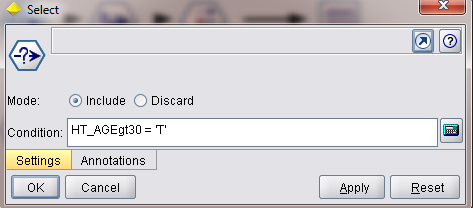 Select
Mode: Include Discard
Condition: HT_AGEgt30 = 'T'
Settings Annotations
OK Cancel Apply Reset